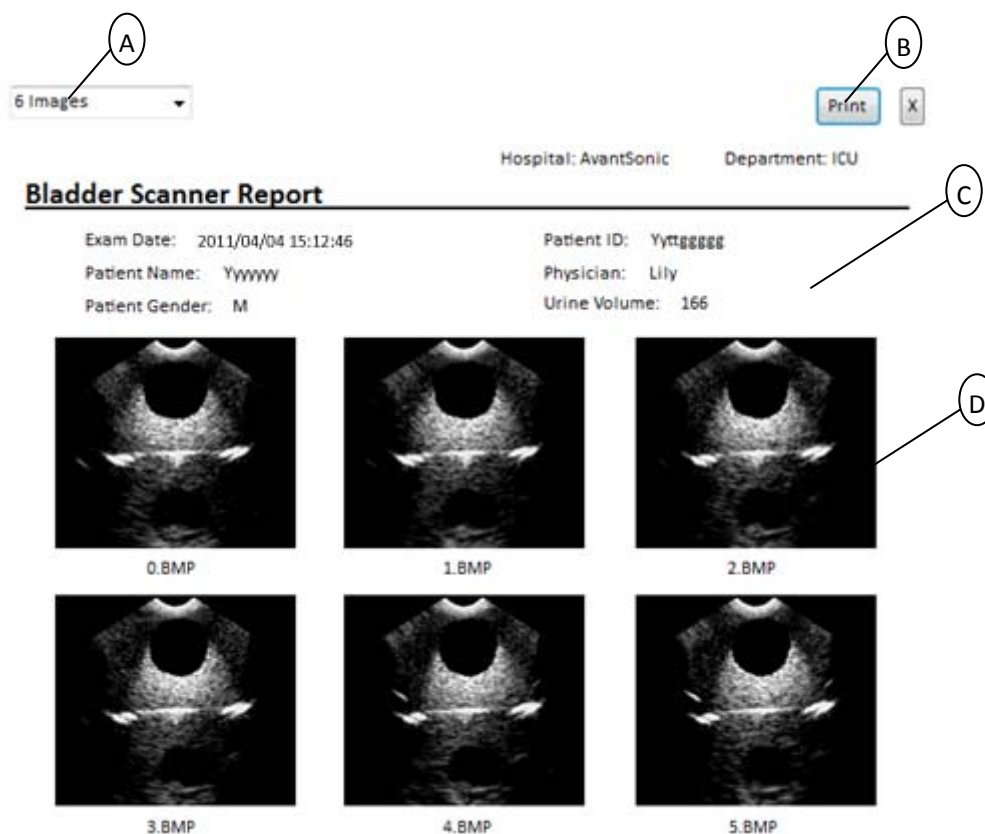 A
B
6 Images
Print
X
Hospital: AvantSonic Department: ICU
Bladder Scanner Report
C
Exam Date: 2011/04/04 15:12:46 Patient ID: Yyttggggg
Patient Name: Yyyyyy Physician: Lily
Patient Gender: M Urine Volume: 166
D
0.BMP 1.BMP 2.BMP
3.BMP 4.BMP 5.BMP